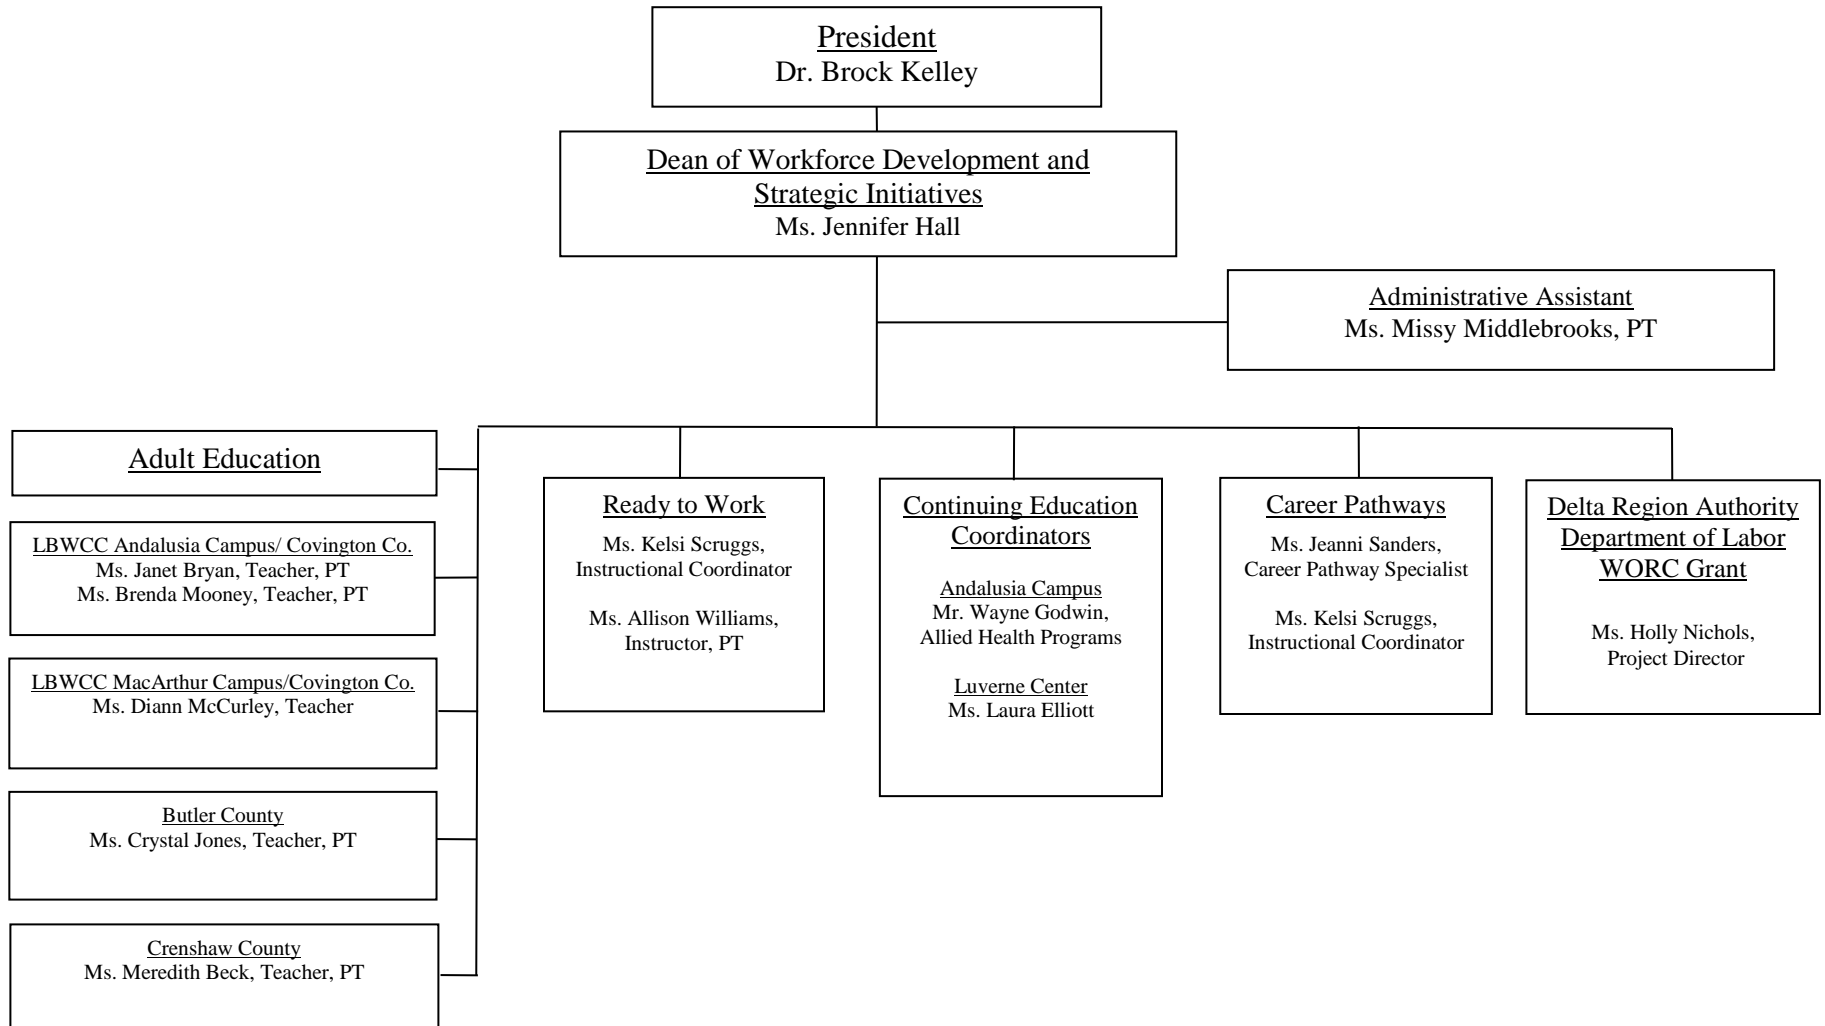 President
Dr. Brock Kelley
Dean of Workforce Development and
Strategic Initiatives
Ms. Jennifer Hall
Administrative Assistant
Ms. Missy Middlebrooks, PT
Adult Education
LBWCC Andalusia Campus/ Covington Co.
Ms. Janet Bryan, Teacher, PT
Ms. Brenda Mooney, Teacher, PT
LBWCC MacArthur Campus/Covington Co.
Ms. Diann McCurley, Teacher
Butler County
Ms. Crystal Jones, Teacher, PT
Crenshaw County
Ms. Meredith Beck, Teacher, PT
Ready to Work
Ms. Kelsi Scruggs,
Instructional Coordinator
Ms. Allison Williams,
Instructor, PT
Continuing Education
Coordinators
Andalusia Campus
Mr. Wayne Godwin,
Allied Health Programs
Luverne Center
Ms. Laura Elliott
Career Pathways
Ms. Jeanni Sanders,
Career Pathway Specialist
Ms. Kelsi Scruggs,
Instructional Coordinator
Delta Region Authority
Department of Labor
WORC Grant
Ms. Holly Nichols,
Project Director